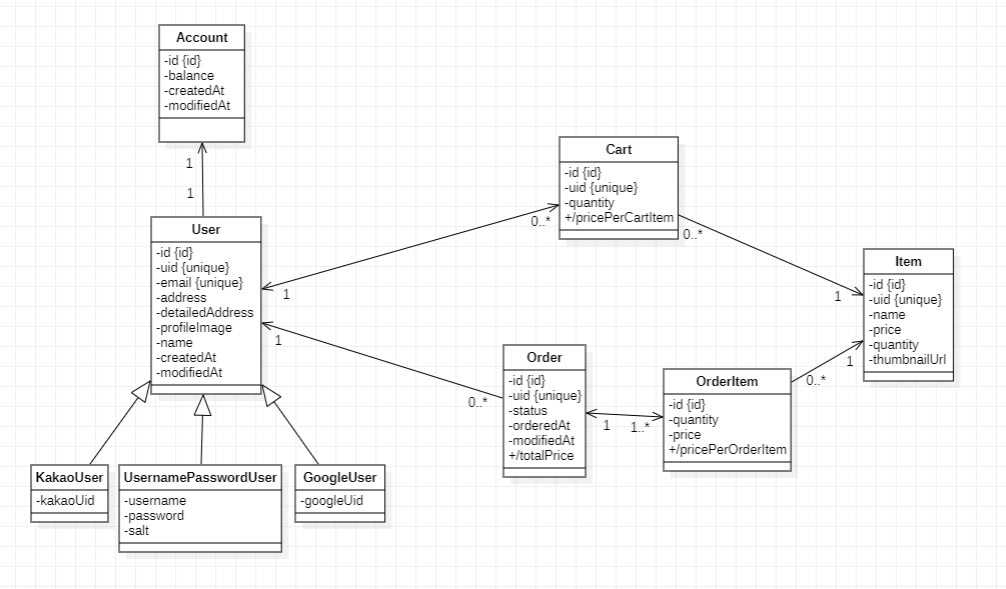 Account
-id {id}
-balance
-createdAt
-modifiedAt
1
1
User
-id {id}
-uid {unique}
-email {unique}
-address
-detailedAddress
-profileImage
-name
-createdAt
-modifiedAt
1
0..*
1
0..*
Cart
-id {id}
-uid {unique}
-quantity
+/pricePerCartItem
0..*
1
Item
-id {id}
-uid {unique}
-name
-price
-quantity
-thumbnailUrl
Order
-id {id}
-uid {unique}
-status
-orderedAt
-modifiedAt
+/totalPrice
1
1..*
OrderItem
-id {id}
-quantity
-price
+/pricePerOrderItem
0..*
1
KakaoUser
-kakaoUid
UsernamePasswordUser
-username
-password
-salt
GoogleUser
-googleUid